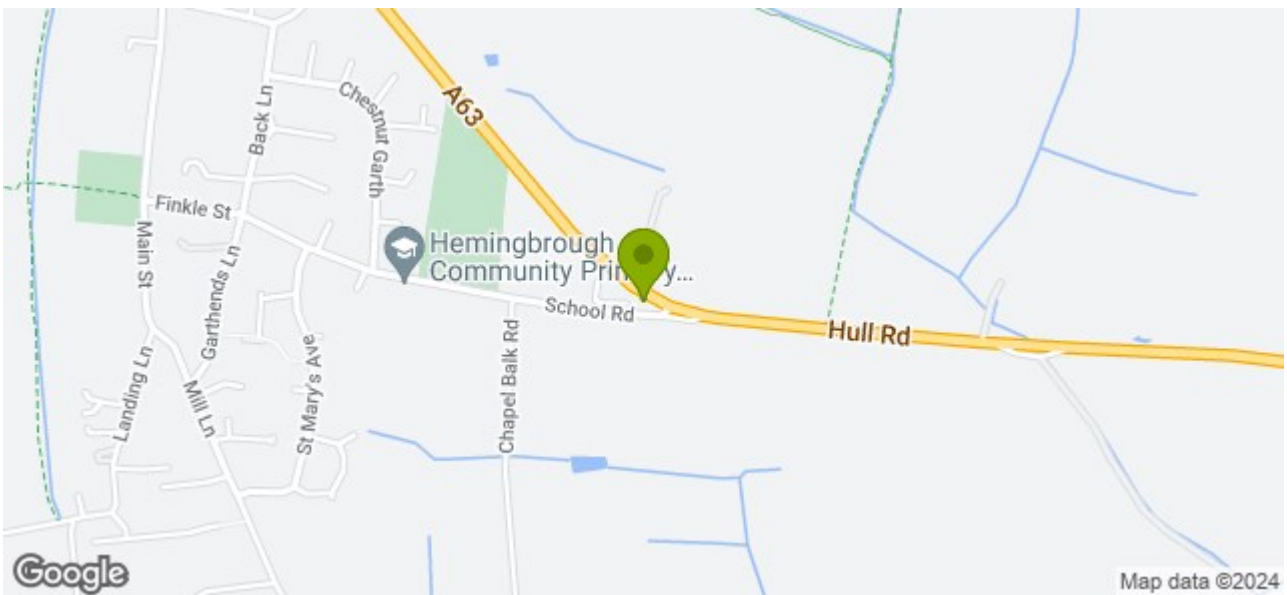 A63
Back Ln
Chestnut Garth
Finkle St
Main St
Garthends Ln
Hemingbrough
Community
School Rd
Hull Rd
Chapel Balk Rd
St Mary's Ave
Landing Ln
Mill Ln
Google
Map data ©2024